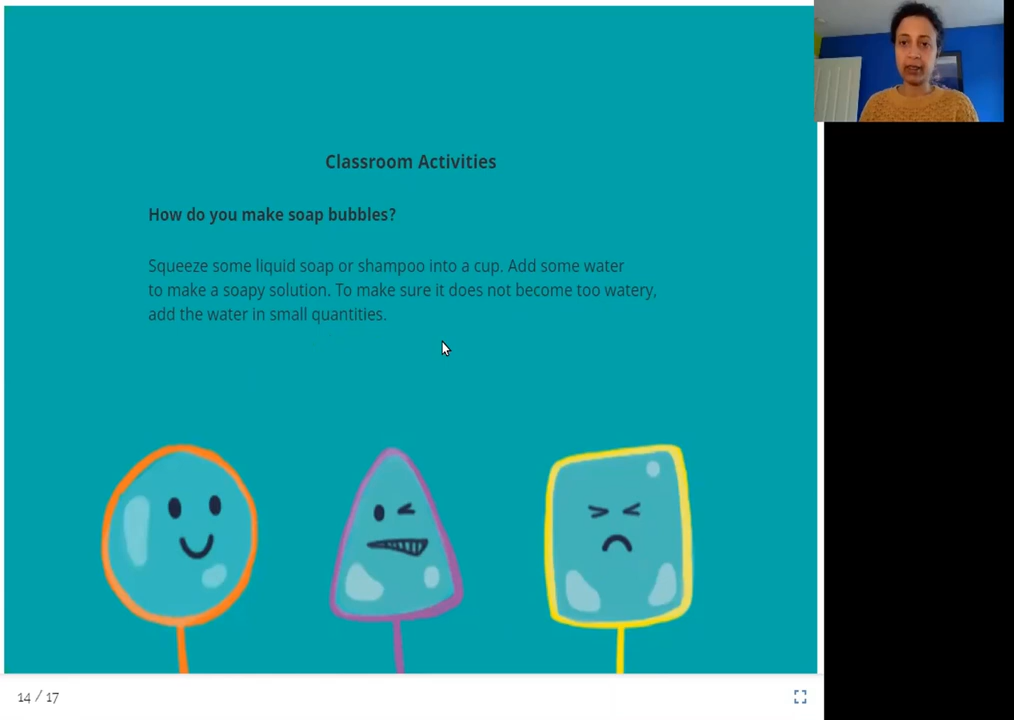 Classroom Activities
How do you make soap bubbles?
Squeeze some liquid soap or shampoo into a cup. Add some water
to make a soapy solution. To make sure it does not become too watery,
add the water in small quantities.
14 / 17